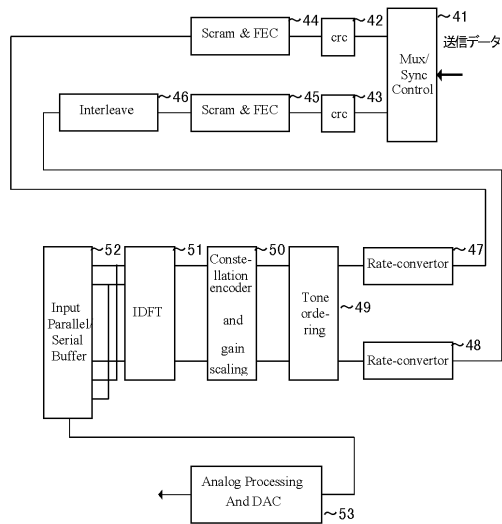 44
42
41
Scram & FEC
crc
送信データ
Mux/
Sync
Control
46
45
43
Interleave
Scram & FEC
crc
52
51
50
47
Input
Parallel/
Serial
Buffer
IDFT
Conste-
llation
encoder
and
gain
scaling
Tone
orde-
ring
49
Rate-convertor
48
Rate-convertor
Analog Processing
And DAC
53